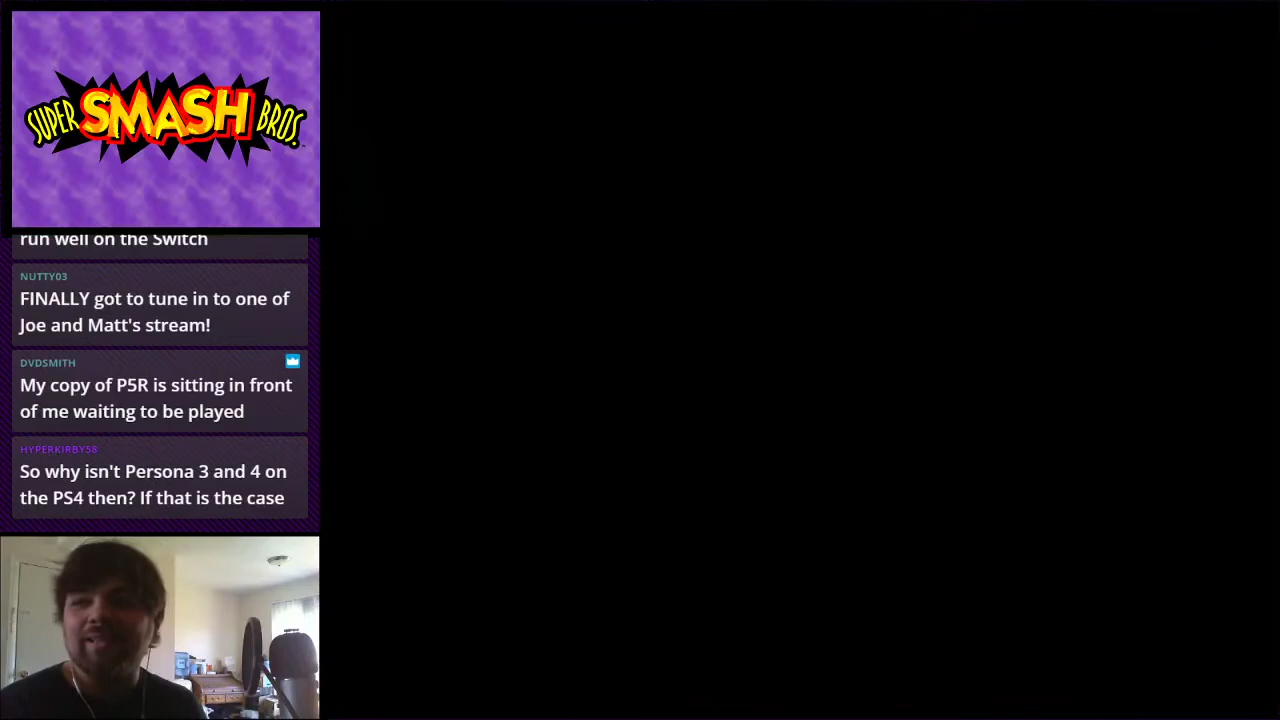 SUPER SMASH BROS.
run well on the Switch
NUTTY03
FINALLY got to tune in to one of
Joe and Matt's stream!
DVDSMITH
My copy of P5R is sitting in front
of me waiting to be played
HYPERKIRBY58
So why isn't Persona 3 and 4 on
the PS4 then? If that is the case